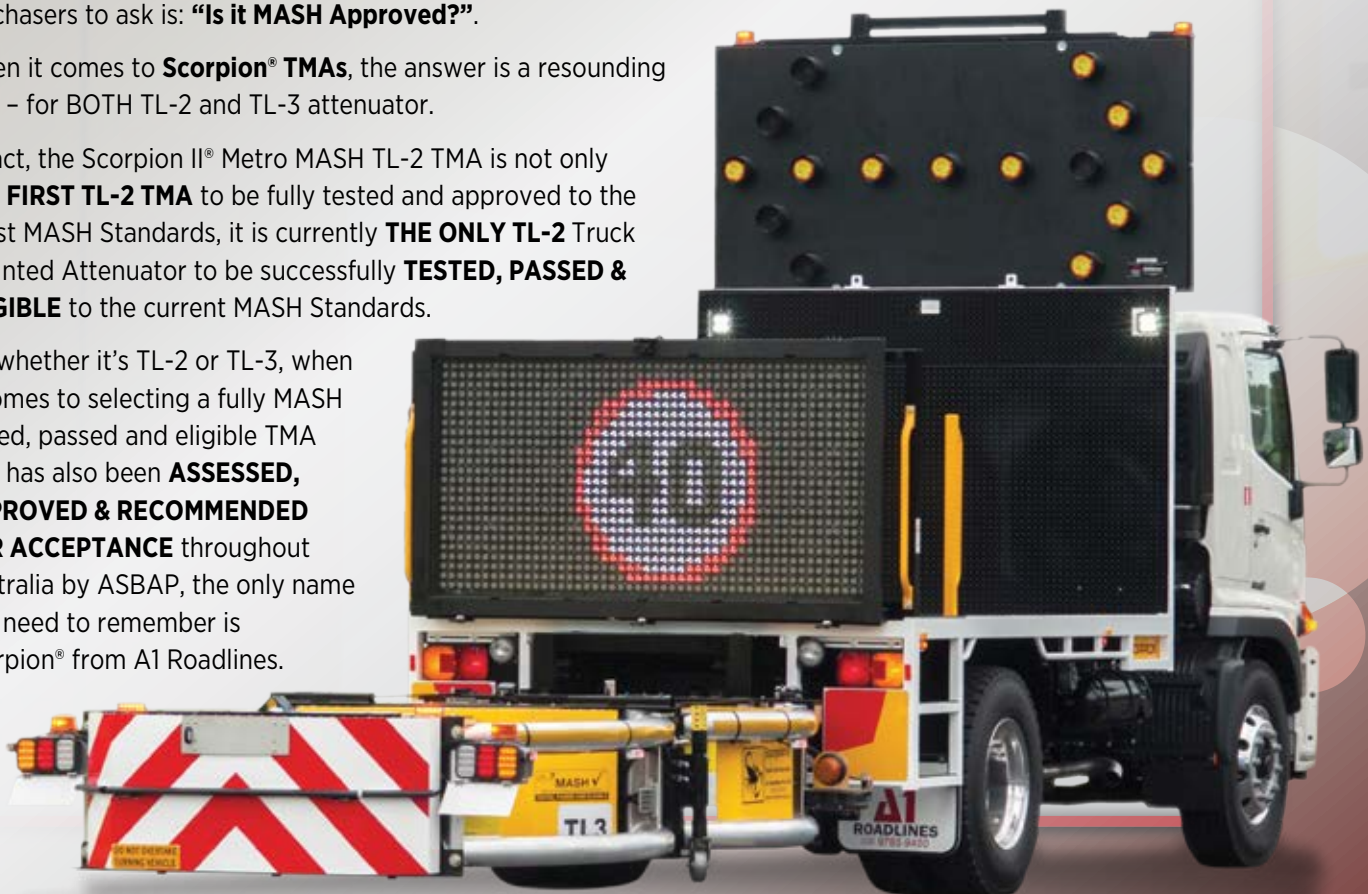 chasers to ask is: “Is it MASH Approved?”.
en it comes to Scorpion® TMAs, the answer is a resounding
– for BOTH TL-2 and TL-3 attenuator.
act, the Scorpion II® Metro MASH TL-2 TMA is not only
FIRST TL-2 TMA to be fully tested and approved to the
st MASH Standards, it is currently THE ONLY TL-2 Truck
nted Attenuator to be successfully TESTED, PASSED &
GIBLE to the current MASH Standards.
whether it’s TL-2 or TL-3, when
omes to selecting a fully MASH
ed, passed and eligible TMA
has also been ASSESSED,
PROVED & RECOMMENDED
R ACCEPTANCE throughout
tralia by ASBAP, the only name
need to remember is
rpion® from A1 Roadlines.
40
MASH
TL3
A1
ROADLINES
DO NOT OVERTAKE
TURNING VEHICLE